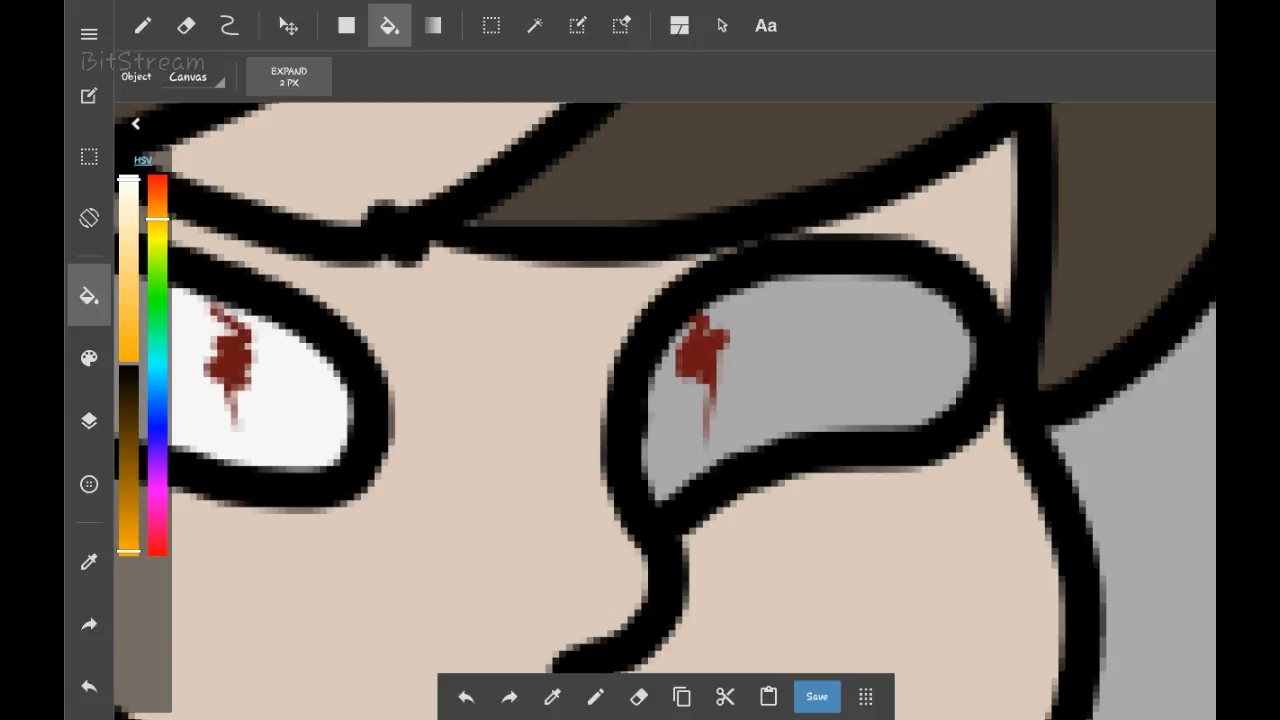 Aa
BitStream
Object Canvas EXPAND
2 PX
HSV
Save